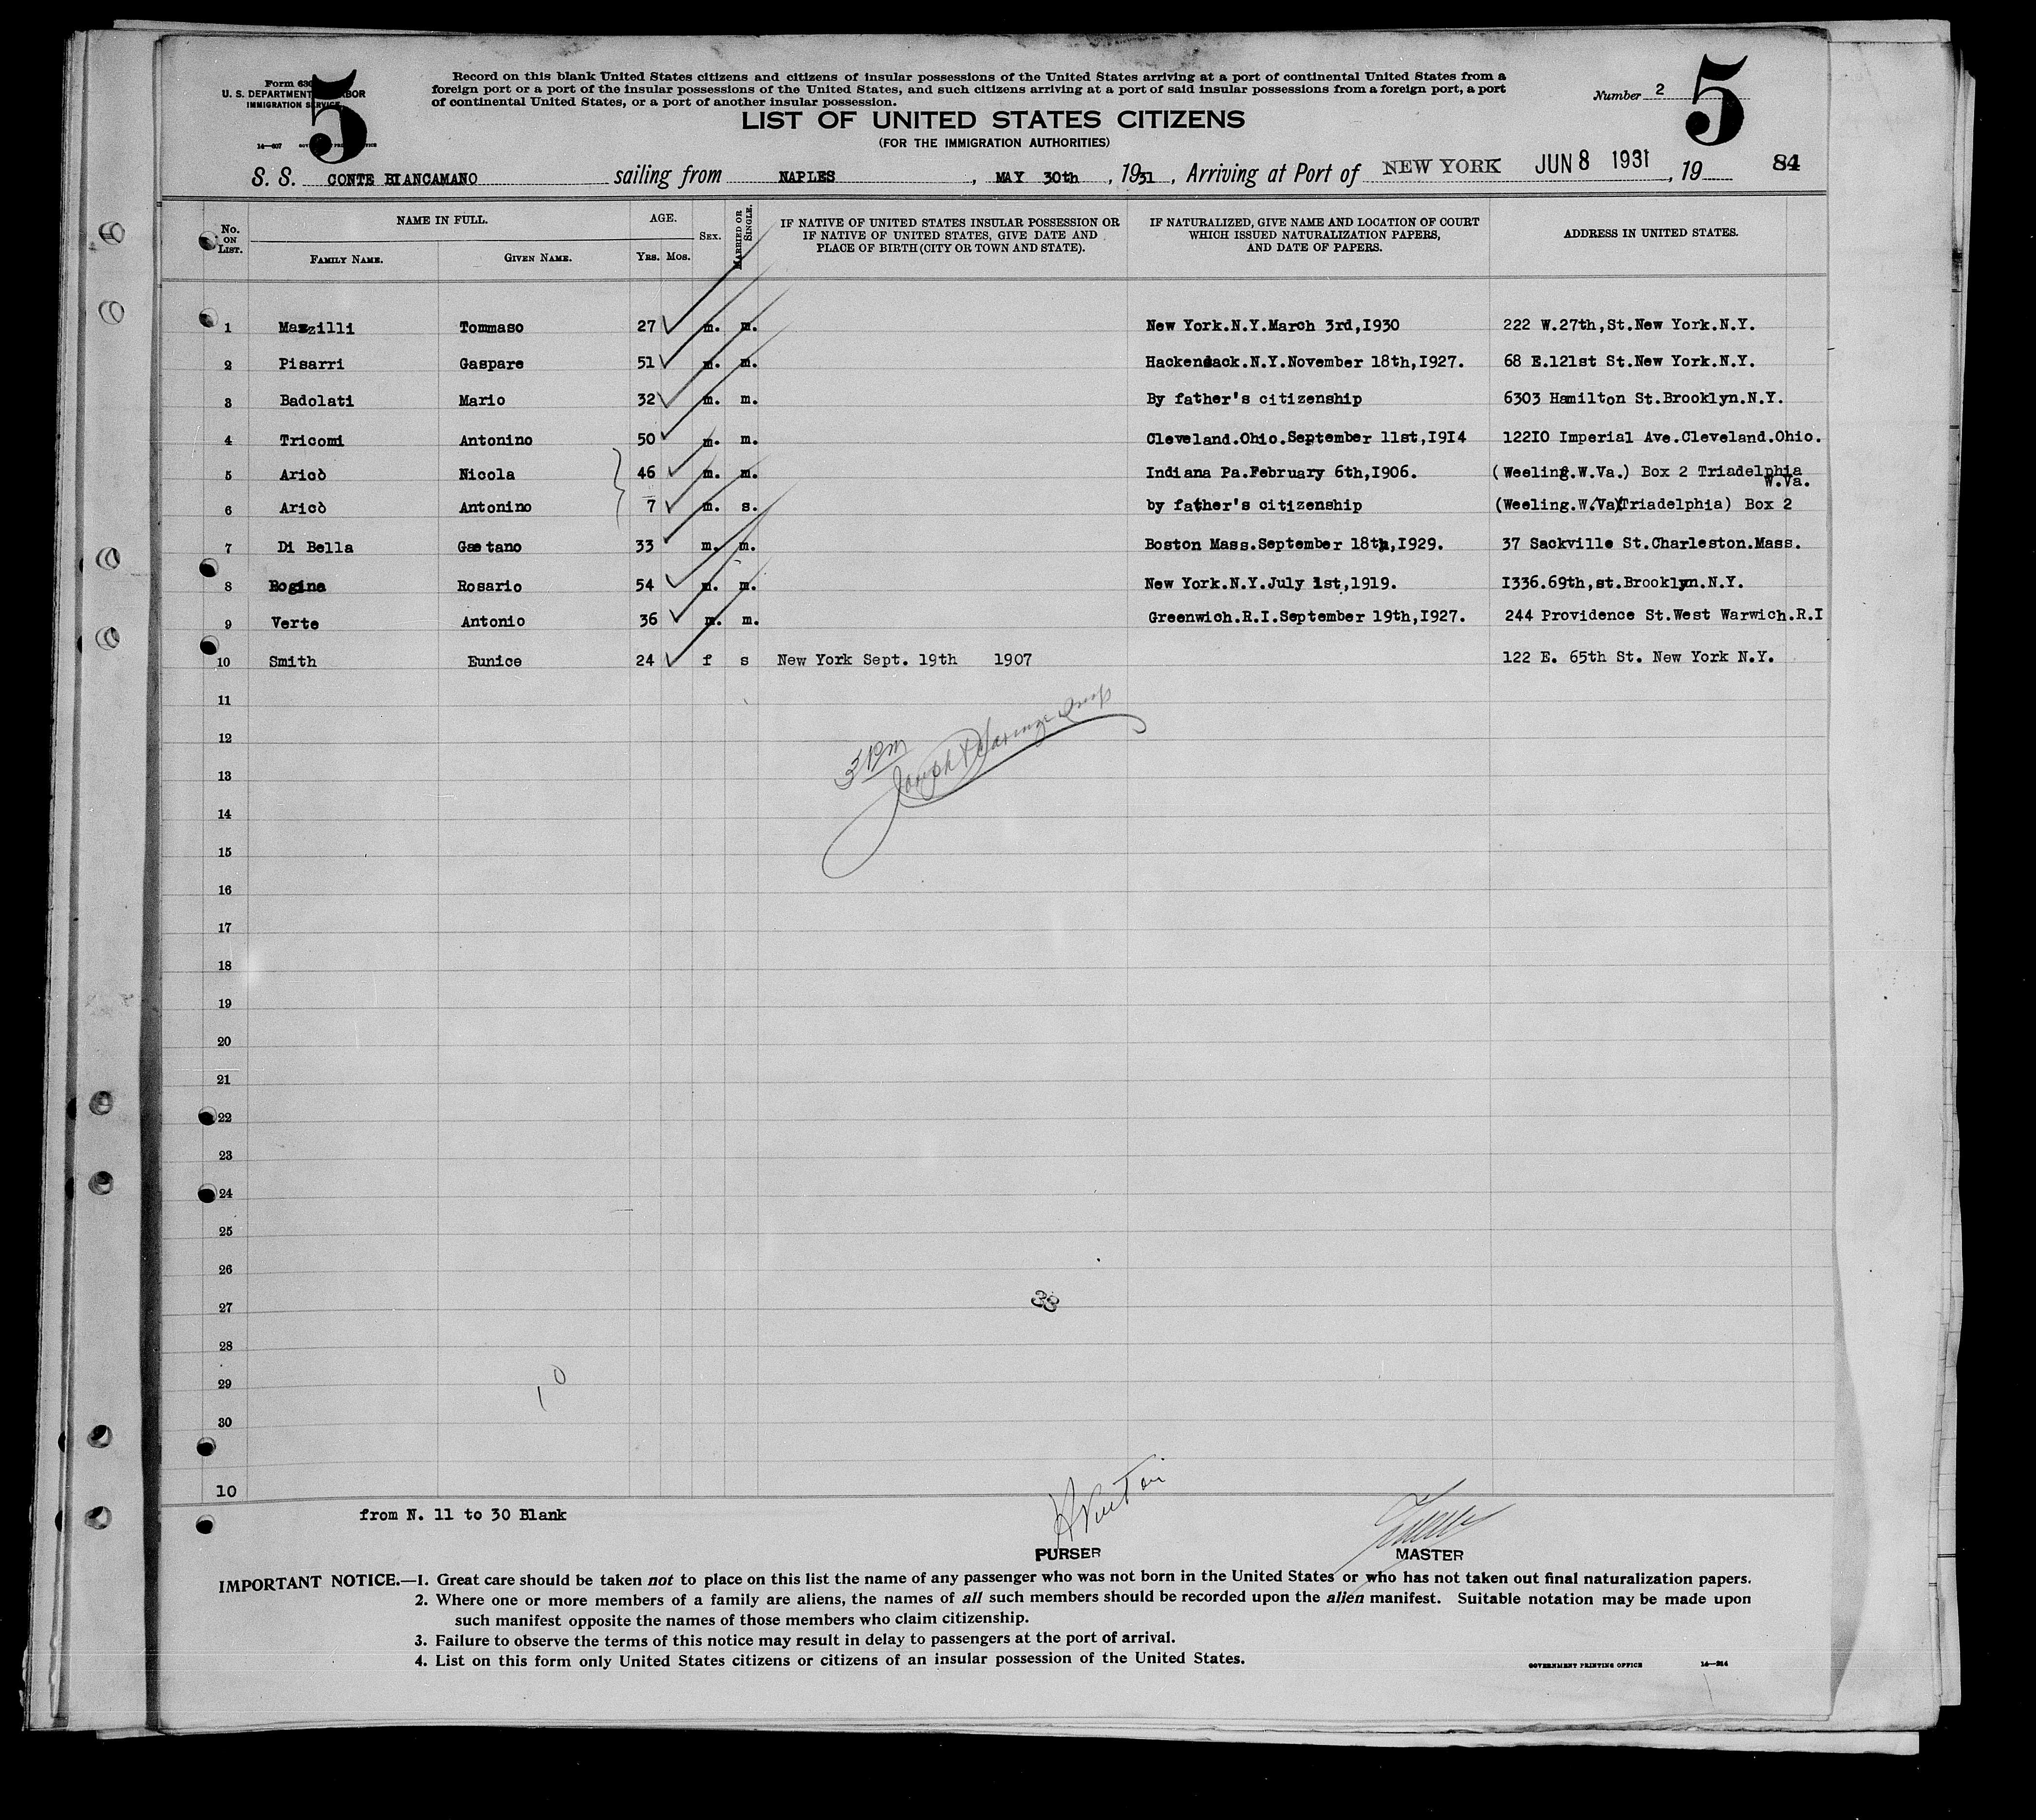 Form 630
U. S. DEPARTMENT OF LABOR
IMMIGRATION SERVICE
5
14—607
Record on this blank United States citizens and citizens of insular possessions of the United States arriving at a port of continental United States from a
foreign port or a port of the insular possessions of the United States, and such citizens arriving at a port of said insular possessions from a foreign port, a port
of continental United States, or a port of another insular possession.
Number 2
5
LIST OF UNITED STATES CITIZENS
(FOR THE IMMIGRATION AUTHORITIES)
S. S. CONTE BIANCAMANO sailing from NAPLES, MAY 30th, 1931, Arriving at Port of NEW YORK JUN 8 1931, 19 84
No. ON LIST.
NAME IN FULL.
FAMILY NAME. GIVEN NAME.
AGE.
YRS. MOS.
SEX.
MARRIED OR SINGLE.
IF NATIVE OF UNITED STATES INSULAR POSSESSION OR
IF NATIVE OF UNITED STATES, GIVE DATE AND
PLACE OF BIRTH (CITY OR TOWN AND STATE).
IF NATURALIZED, GIVE NAME AND LOCATION OF COURT
WHICH ISSUED NATURALIZATION PAPERS,
AND DATE OF PAPERS.
ADDRESS IN UNITED STATES.
1 Mazzilli Tommaso 27 m. m. New York.N.Y.March 3rd,I930 222 W.27th,St.New York.N.Y.
2 Pisarri Gaspare 51 m. m. Hackensack.N.Y.November 18th,I927. 68 E.121st St.New York.N.Y.
3 Badolati Mario 32 m. m. By father's citizenship 6303 Hamilton St.Brooklyn.N.Y.
4 Tricomi Antonino 50 m. m. Cleveland.Ohio.September 11st,I9I4 122I0 Imperial Ave.Cleveland.Ohio.
5 Aricò Nicola 46 m. m. Indiana Pa.February 6th,I906. (Weeling.W.Va.) Box 2 Triadelphia
W.Va.
6 Aricò Antonino 7 m. s. by father's citizenship (Weeling.W.Va(Triadelphia) Box 2
7 Di Bella Gaetano 33 m. m. Boston Mass.September 18th,I929. 37 Sackville St.Charleston.Mass.
8 Rogina Rosario 54 m. m. New York.N.Y.July 1st,1919. I336.69th,st.Brooklyn.N.Y.
9 Verte Antonio 36 m. m. Greenwich.R.I.September 19th,I927. 244 Providence St.West Warwich.R.I
10 Smith Eunice 24 f s New York Sept. 19th 1907 122 E. 65th St. New York N.Y.
11
12
3 PM
Joseph
13
14
15
16
17
18
19
20
21
22
23
24
25
26
27
33
28
29
10
30
10
from N. 11 to 30 Blank
PURSER
MASTER
IMPORTANT NOTICE.—1. Great care should be taken not to place on this list the name of any passenger who was not born in the United States or who has not taken out final naturalization papers.
2. Where one or more members of a family are aliens, the names of all such members should be recorded upon the alien manifest. Suitable notation may be made upon
such manifest opposite the names of those members who claim citizenship.
3. Failure to observe the terms of this notice may result in delay to passengers at the port of arrival.
4. List on this form only United States citizens or citizens of an insular possession of the United States.
GOVERNMENT PRINTING OFFICE